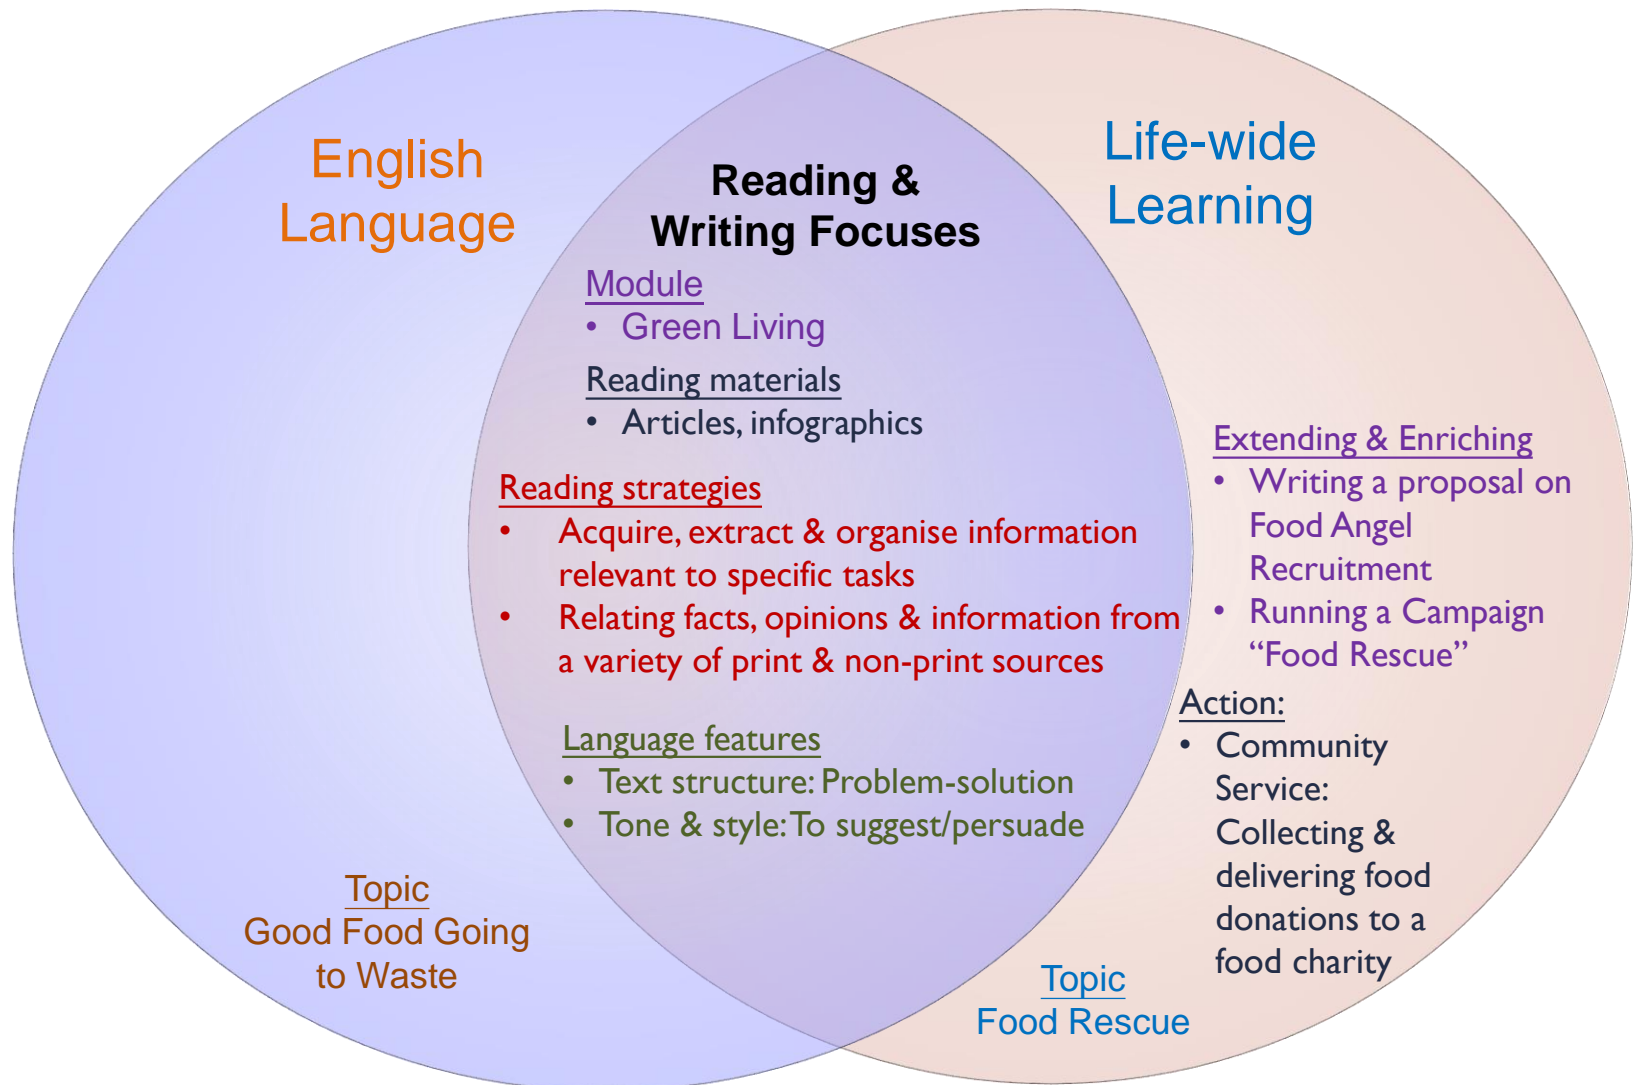 English
Language
Topic
Good Food Going
to Waste
Reading &
Writing Focuses
Module
• Green Living
Reading materials
• Articles, infographics
Reading strategies
• Acquire, extract & organise information
relevant to specific tasks
• Relating facts, opinions & information from
a variety of print & non-print sources
Language features
• Text structure: Problem-solution
• Tone & style: To suggest/persuade
Life-wide
Learning
Extending & Enriching
• Writing a proposal on
Food Angel
Recruitment
• Running a Campaign
“Food Rescue”
Action:
• Community
Service:
Collecting &
delivering food
donations to a
food charity
Topic
Food Rescue